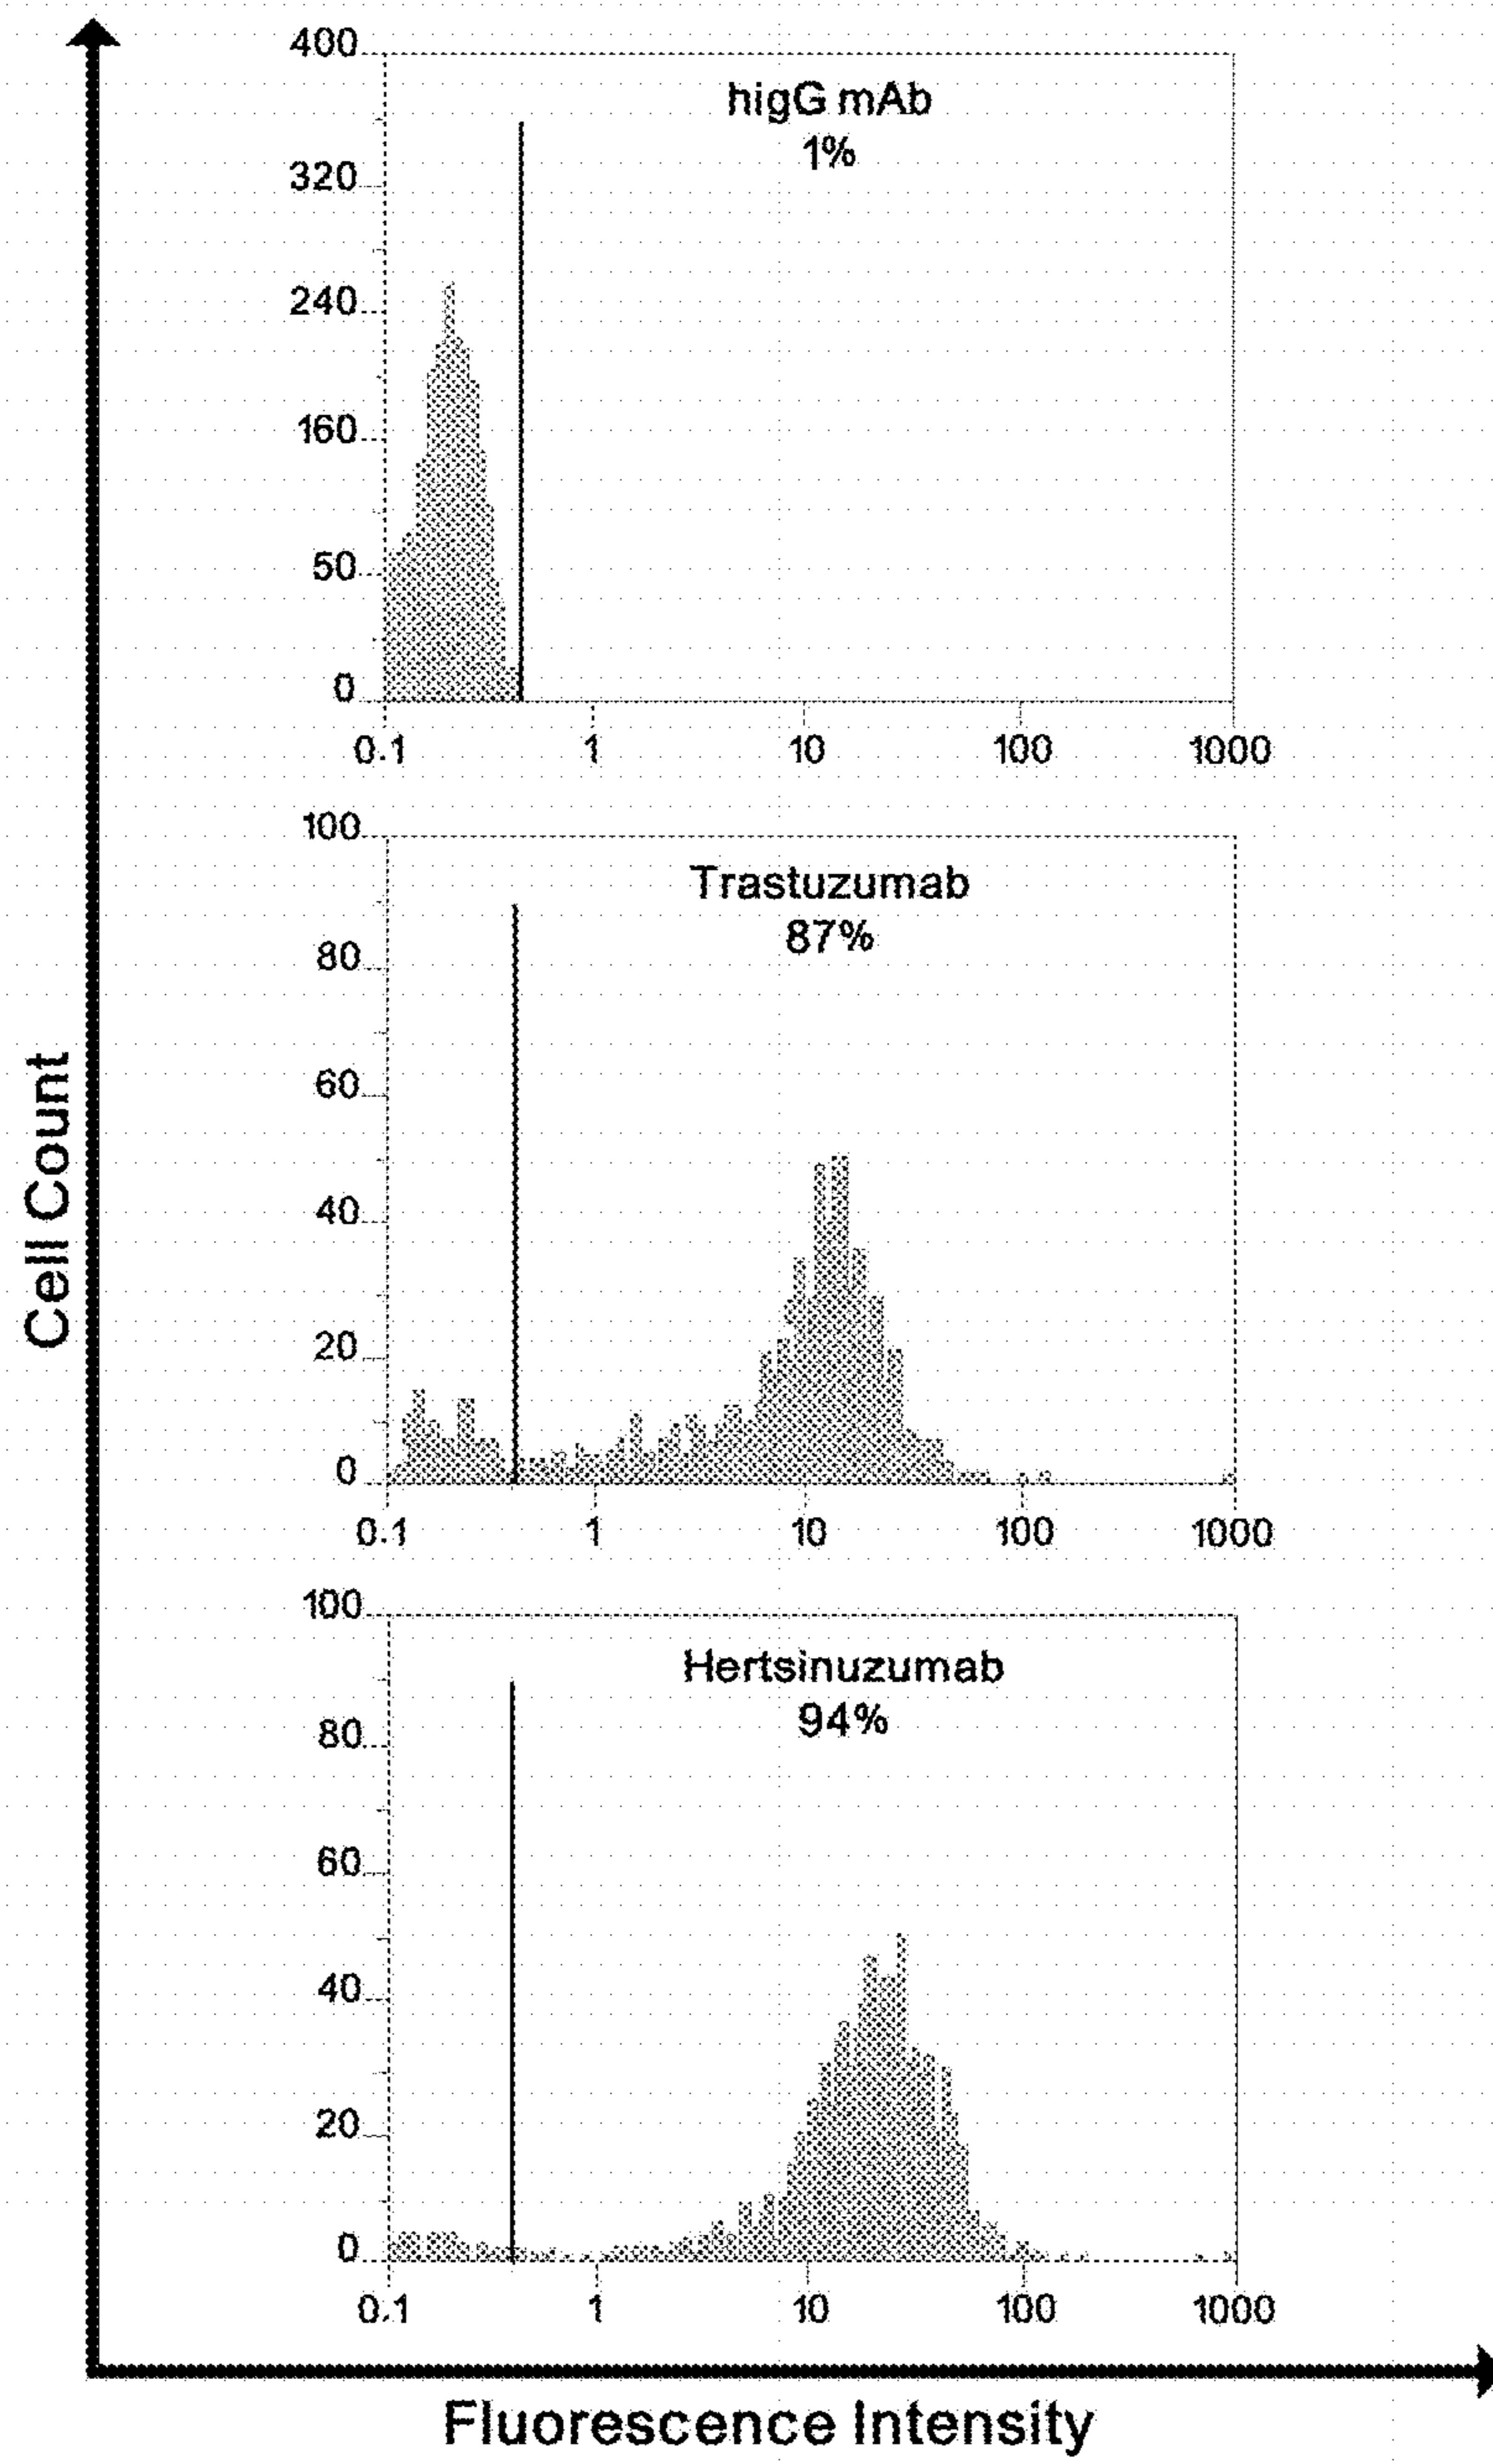 Cell Count
400
higG mAb
1%
320
240
160
50
0
0.1 1 10 100 1000
100
Trastuzumab
87%
80
60
40
20
0
0.1 1 10 100 1000
100
Hertsinuzumab
94%
80
60
40
20
0
0.1 1 10 100 1000
Fluorescence Intensity